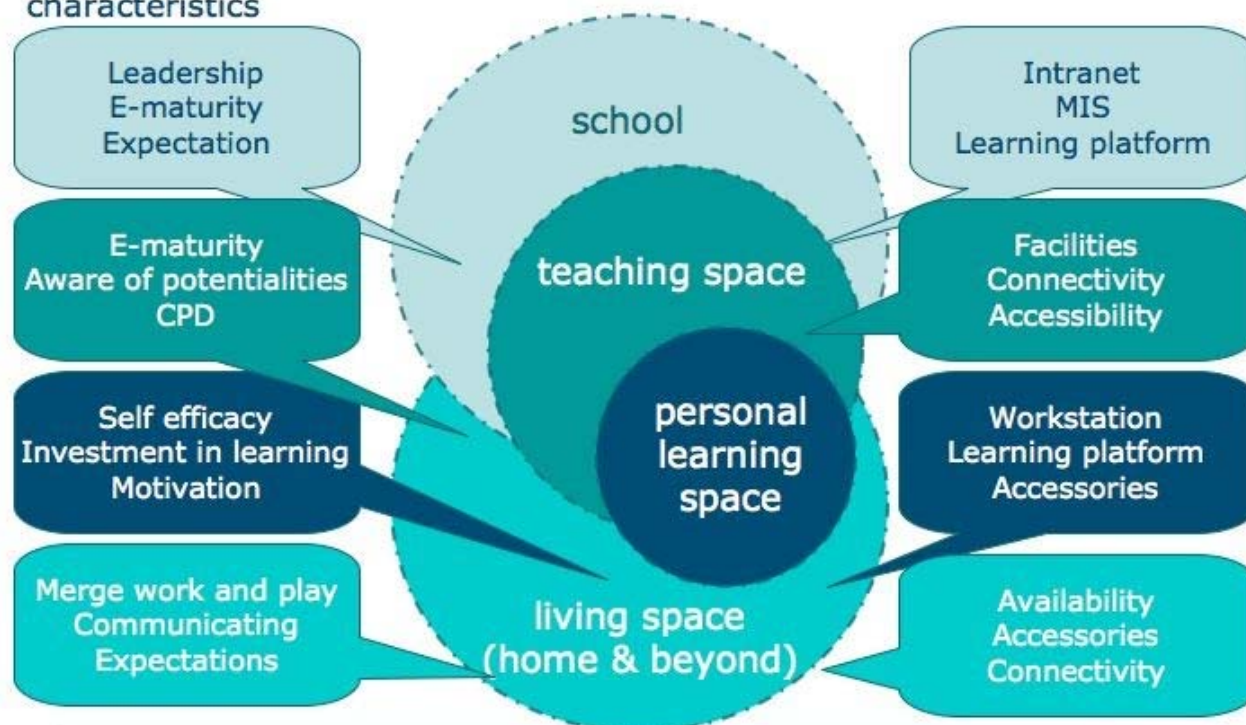 characteristics
Leadership
E-maturity
Expectation
school
Intranet
MIS
Learning platform
E-maturity
Aware of potentialities
CPD
teaching space
Facilities
Connectivity
Accessibility
Self efficacy
Investment in learning
Motivation
personal
learning
space
Workstation
Learning platform
Accessories
Merge work and play
Communicating
Expectations
living space
(home & beyond)
Availability
Accessories
Connectivity